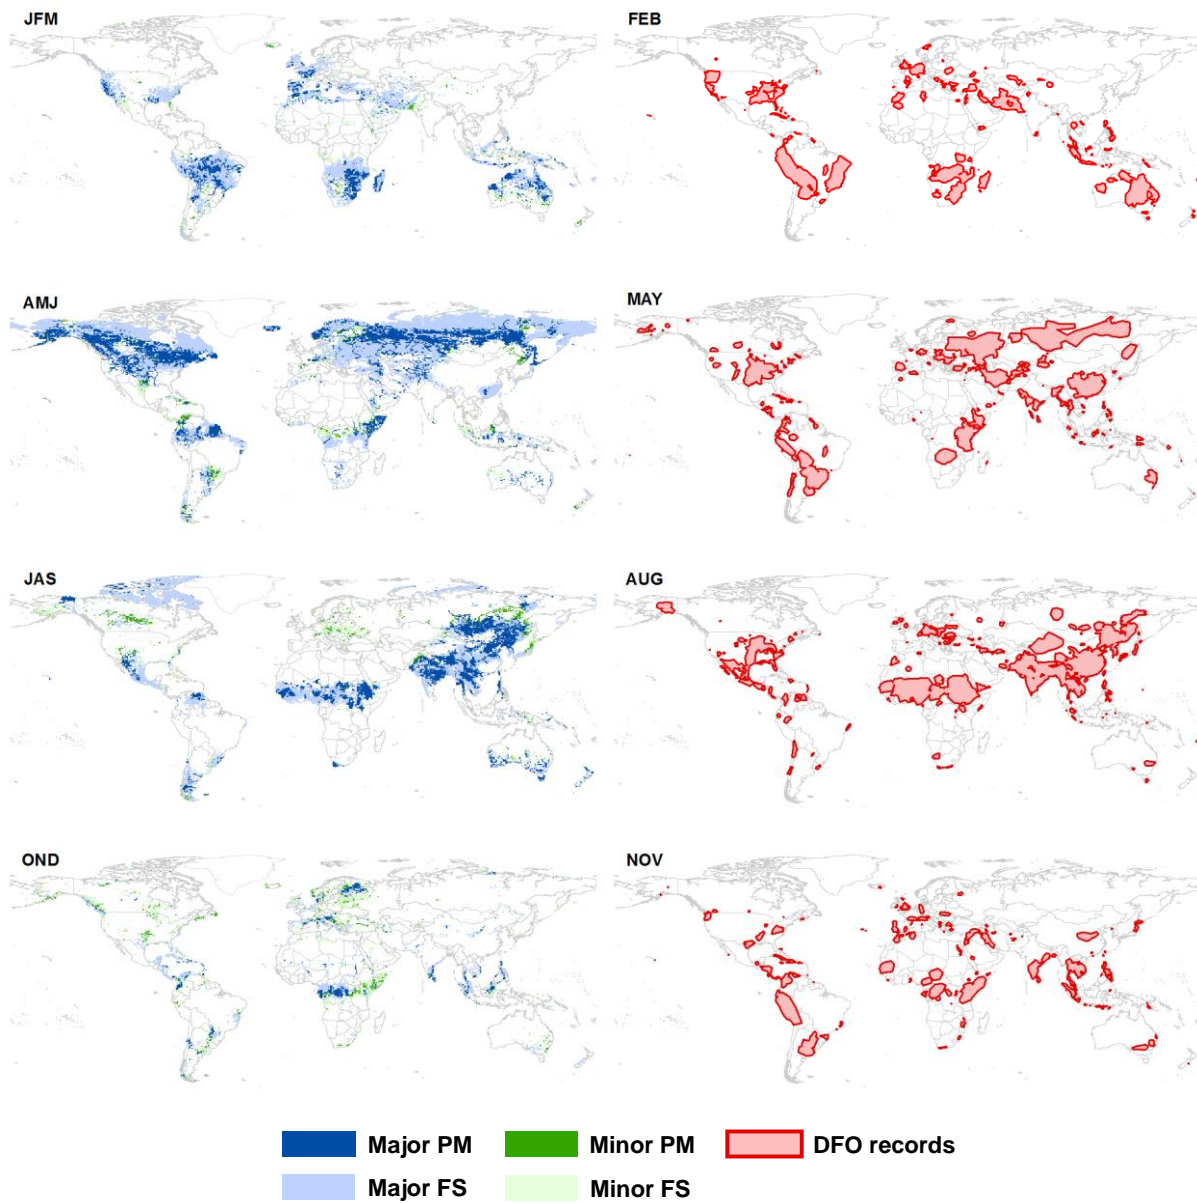 JFM
FEB
AMJ
MAY
JAS
AUG
OND
NOV
Major PM
Minor PM
DFO records
Major FS
Minor FS